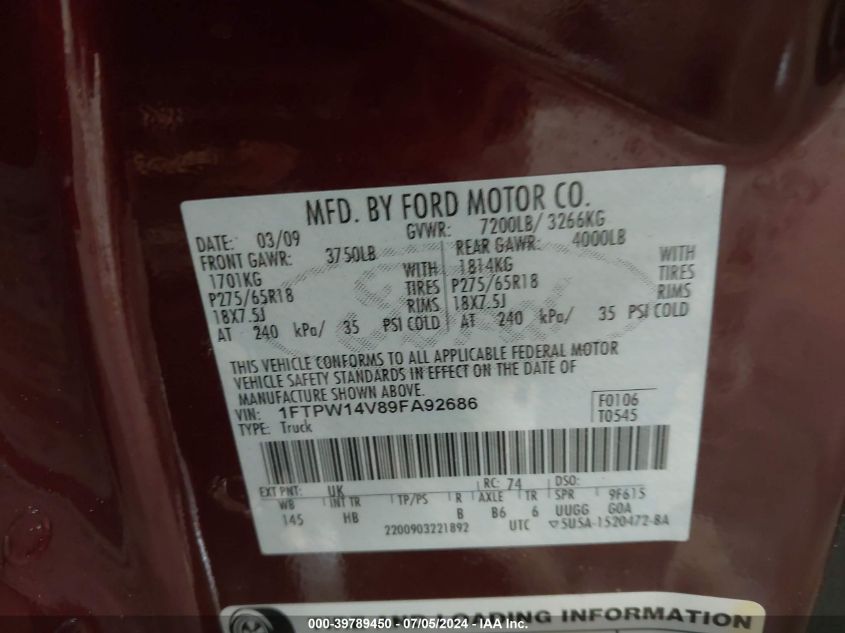 MFD. BY FORD MOTOR CO.
DATE: 03/09 GVWR: 7200LB/ 3266KG
FRONT GAWR: 3750LB REAR GAWR: 4000LB
1701KG WITH 1814KG WITH
P275/65R18 TIRES P275/65R18 TIRES
18X7.5J RIMS 18X7.5J RIMS
AT 240 kPa/ 35 PSI COLD AT 240 kPa/ 35 PSI COLD
THIS VEHICLE CONFORMS TO ALL APPLICABLE FEDERAL MOTOR
VEHICLE SAFETY STANDARDS IN EFFECT ON THE DATE OF
MANUFACTURE SHOWN ABOVE.
VIN: 1FTPW14V89FA92686 F0106
TYPE: Truck T0545
EXT PNT: UK RC: 74 DSO:
WB INT TR TP/PS R AXLE TR SPR 9F615
145 HB B B6 6 UUGG GOA
2200903221892 UTC 5U5A-1520472-BA
LOADING INFORMATION
000-39789450 - 07/05/2024 - IAA Inc.